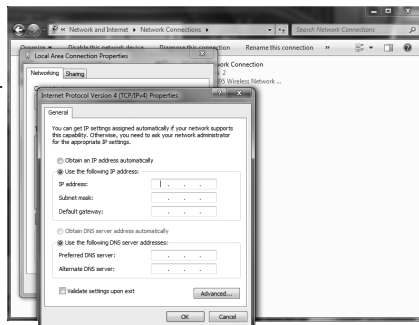 « Network and Internet ▸ Network Connections ▸
Search Network Connections
Organize Disable this network device Diagnose this connection Rename this connection »
Local Area Connection Properties
work Connection
Networking Sharing
Internet Protocol Version 4 (TCP/IPv4) Properties
General
You can get IP settings assigned automatically if your network supports
this capability. Otherwise, you need to ask your network administrator
for the appropriate IP settings.
Obtain an IP address automatically
Use the following IP address:
IP address:
Subnet mask:
Default gateway:
Obtain DNS server address automatically
Use the following DNS server addresses:
Preferred DNS server:
Alternate DNS server:
Validate settings upon exit
Advanced...
OK Cancel